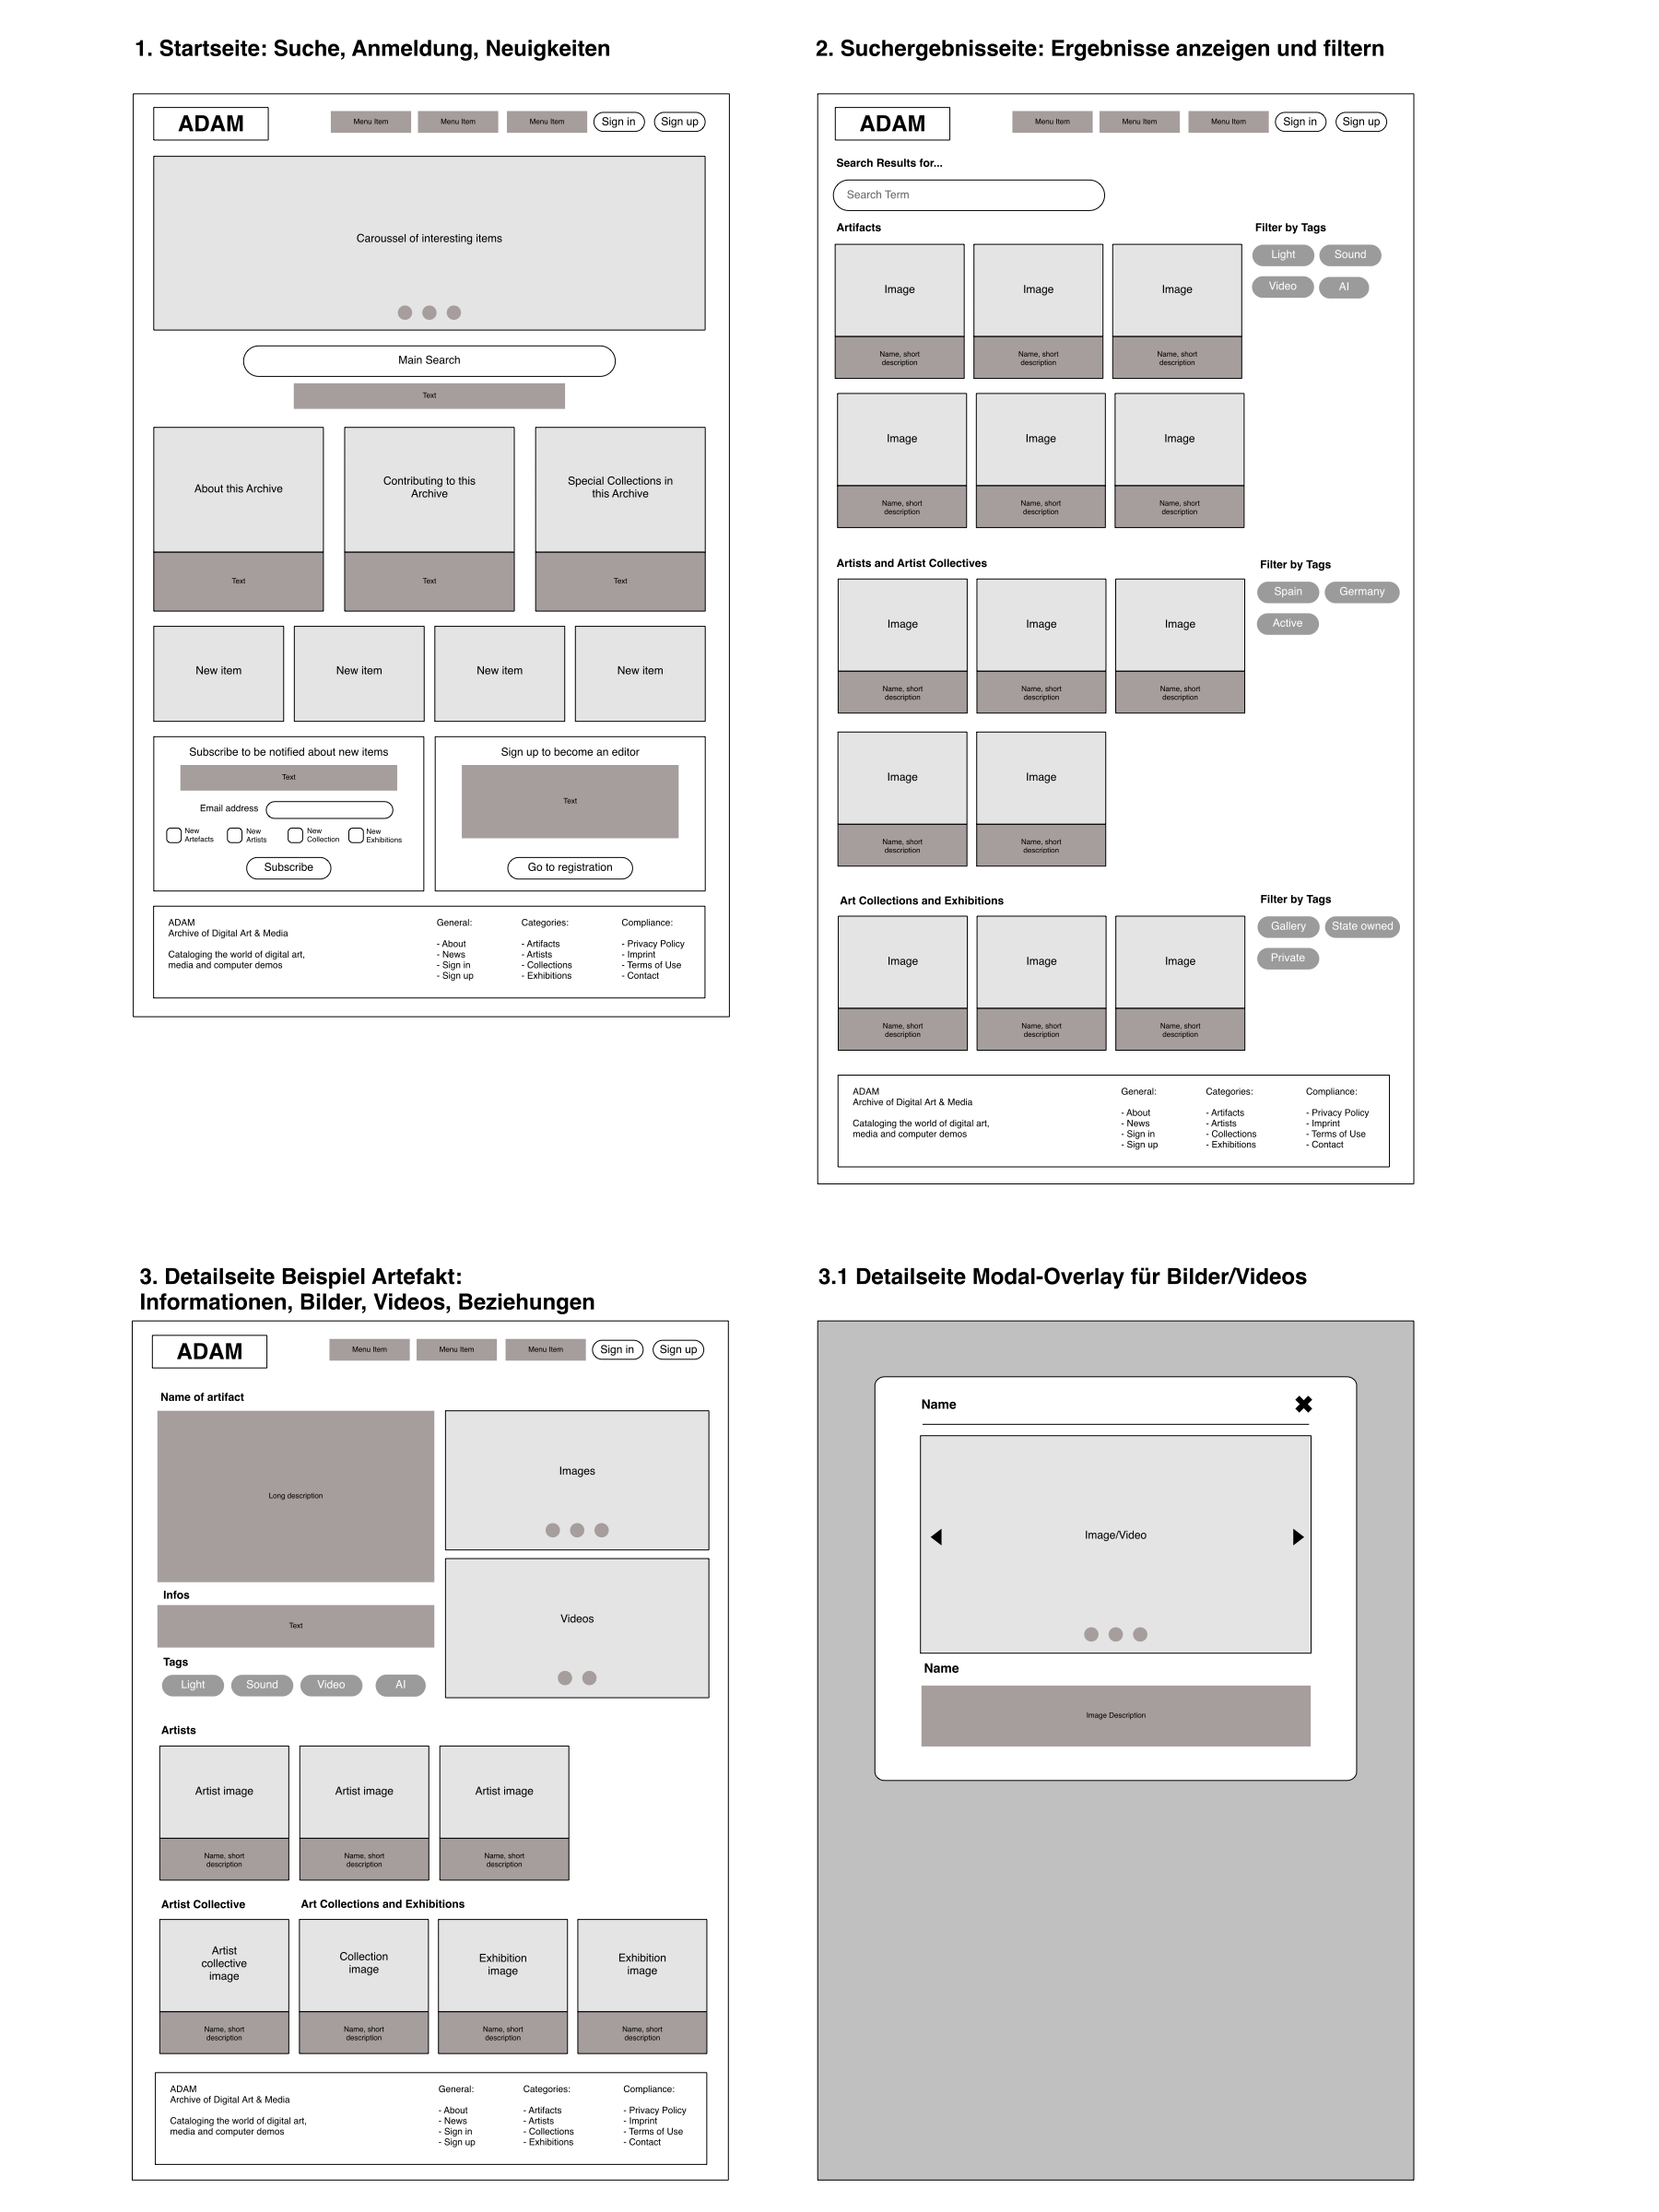 1. Startseite: Suche, Anmeldung, Neuigkeiten
ADAM
Menu Item
Menu Item
Menu Item
Sign in
Sign up
Caroussel of interesting items
Main Search
Text
About this Archive
Contributing to this
Archive
Special Collections in
this Archive
Text
Text
Text
New item
New item
New item
New item
Subscribe to be notified about new items
Text
Email address
New
Artefacts
New
Artists
New
Collection
New
Exhibitions
Subscribe
Sign up to become an editor
Text
Go to registration
ADAM
Archive of Digital Art & Media
Cataloging the world of digital art,
media and computer demos
General:
- About
- News
- Sign in
- Sign up
Categories:
- Artifacts
- Artists
- Collections
- Exhibitions
Compliance:
- Privacy Policy
- Imprint
- Terms of Use
- Contact
2. Suchergebnisseite: Ergebnisse anzeigen und filtern
ADAM
Menu Item
Menu Item
Menu Item
Sign in
Sign up
Search Results for...
Search Term
Artifacts
Image
Image
Image
Name, short
description
Name, short
description
Name, short
description
Image
Image
Image
Name, short
description
Name, short
description
Name, short
description
Filter by Tags
Light
Sound
Video
AI
Artists and Artist Collectives
Image
Image
Image
Name, short
description
Name, short
description
Name, short
description
Image
Image
Name, short
description
Name, short
description
Filter by Tags
Spain
Germany
Active
Art Collections and Exhibitions
Image
Image
Image
Name, short
description
Name, short
description
Name, short
description
Filter by Tags
Gallery
State owned
Private
ADAM
Archive of Digital Art & Media
Cataloging the world of digital art,
media and computer demos
General:
- About
- News
- Sign in
- Sign up
Categories:
- Artifacts
- Artists
- Collections
- Exhibitions
Compliance:
- Privacy Policy
- Imprint
- Terms of Use
- Contact
3. Detailseite Beispiel Artefakt:
Informationen, Bilder, Videos, Beziehungen
ADAM
Menu Item
Menu Item
Menu Item
Sign in
Sign up
Name of artifact
Long description
Images
Infos
Text
Videos
Tags
Light
Sound
Video
AI
Artists
Artist image
Artist image
Artist image
Name, short
description
Name, short
description
Name, short
description
Artist Collective
Art Collections and Exhibitions
Artist
collective
image
Collection
image
Exhibition
image
Exhibition
image
Name, short
description
Name, short
description
Name, short
description
Name, short
description
ADAM
Archive of Digital Art & Media
Cataloging the world of digital art,
media and computer demos
General:
- About
- News
- Sign in
- Sign up
Categories:
- Artifacts
- Artists
- Collections
- Exhibitions
Compliance:
- Privacy Policy
- Imprint
- Terms of Use
- Contact
3.1 Detailseite Modal-Overlay für Bilder/Videos
Name
Image/Video
Name
Image Description